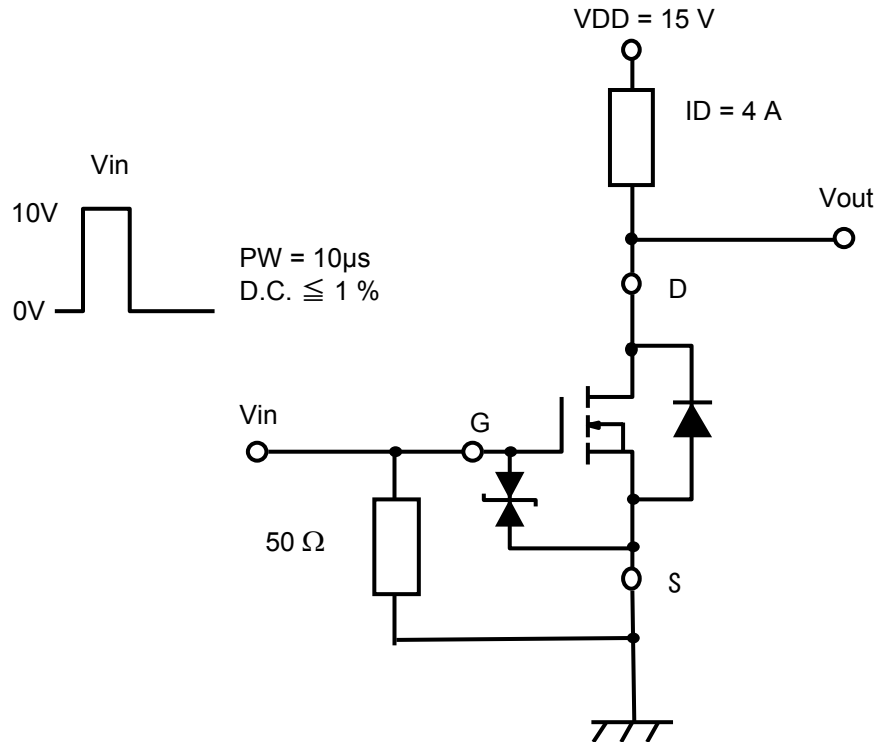 VDD = 15 V
ID = 4 A
Vin
10V
Vout
PW = 10µs
D.C. ≦ 1 %
0V
D
Vin
G
50 Ω
S